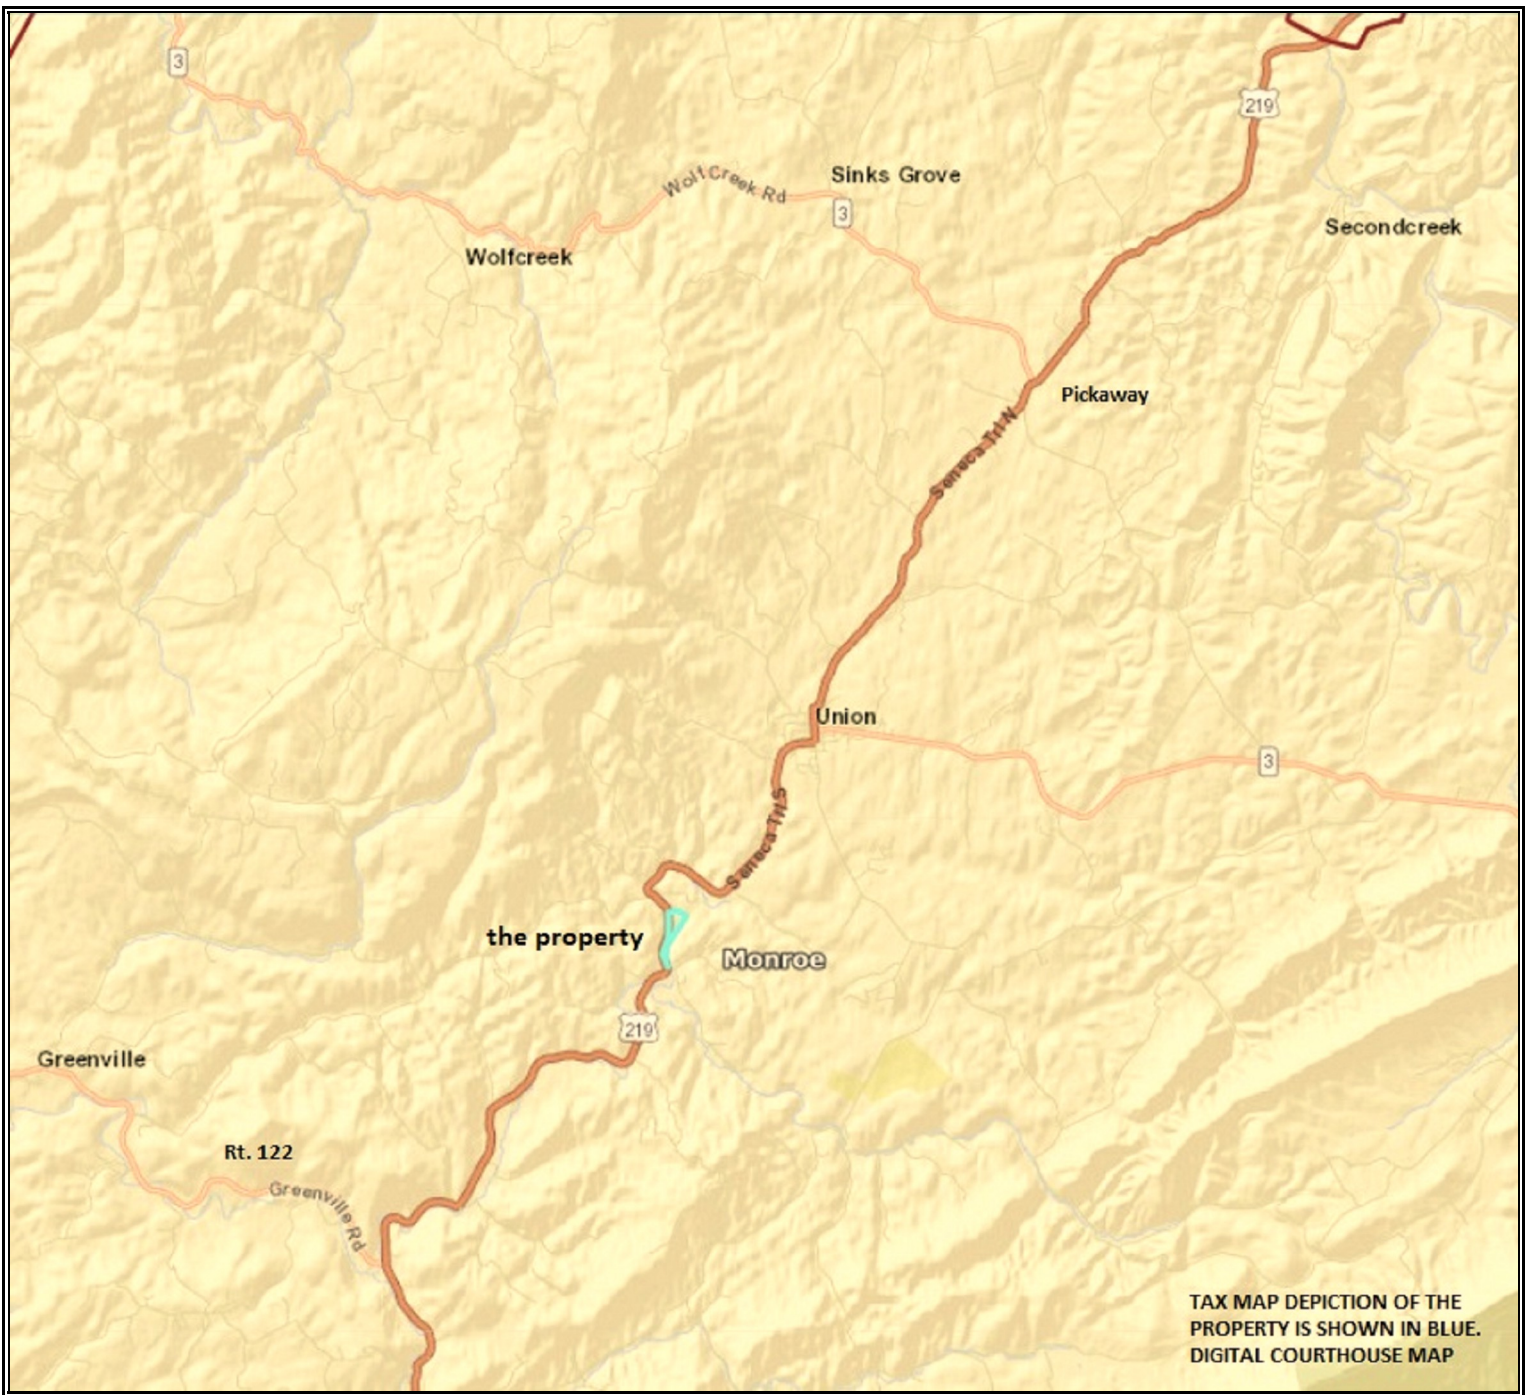 3
219
Wolf Creek Rd
Sinks Grove
3
Secondcreek
Wolfcreek
Pickaway
Seneca Trl N
Union
3
Seneca Trl S
the property
Monroe
219
Greenville
Rt. 122
Greenville Rd
TAX MAP DEPICTION OF THE
PROPERTY IS SHOWN IN BLUE.
DIGITAL COURTHOUSE MAP